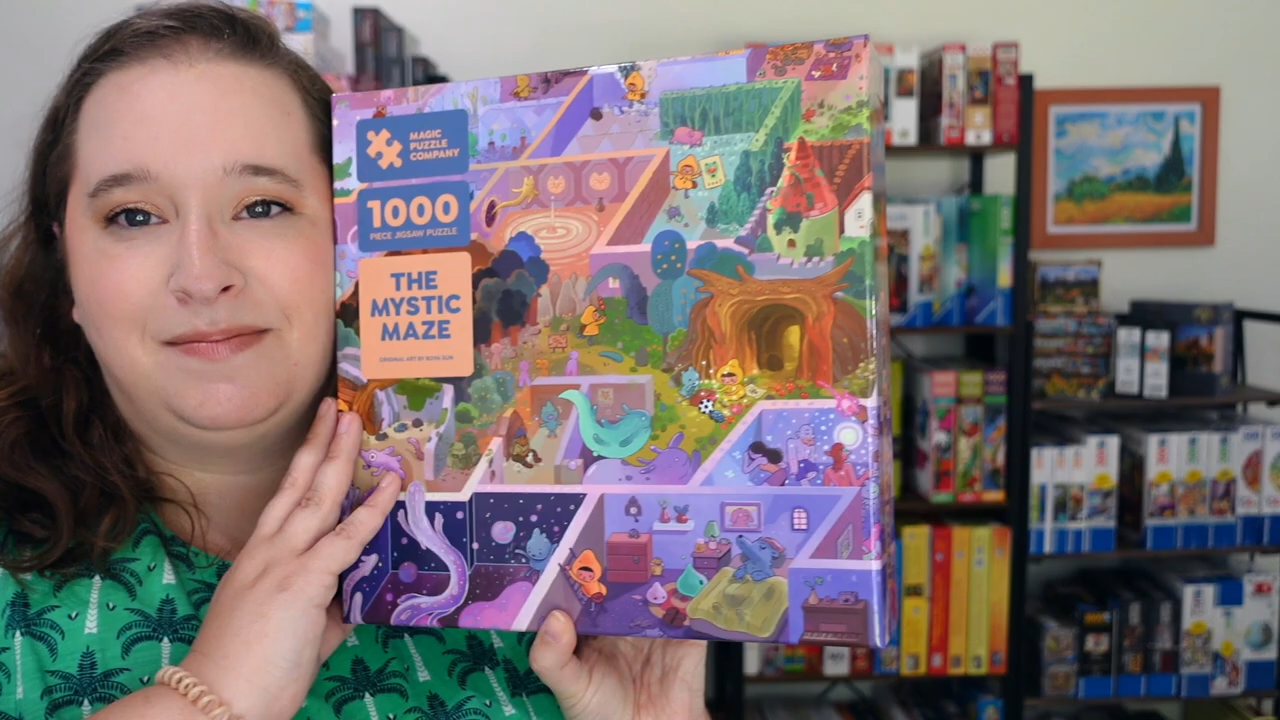 MAGIC
PUZZLE
COMPANY
1000
PIECE JIGSAW PUZZLE
THE
MYSTIC
MAZE
ORIGINAL ART BY BOYA SUN